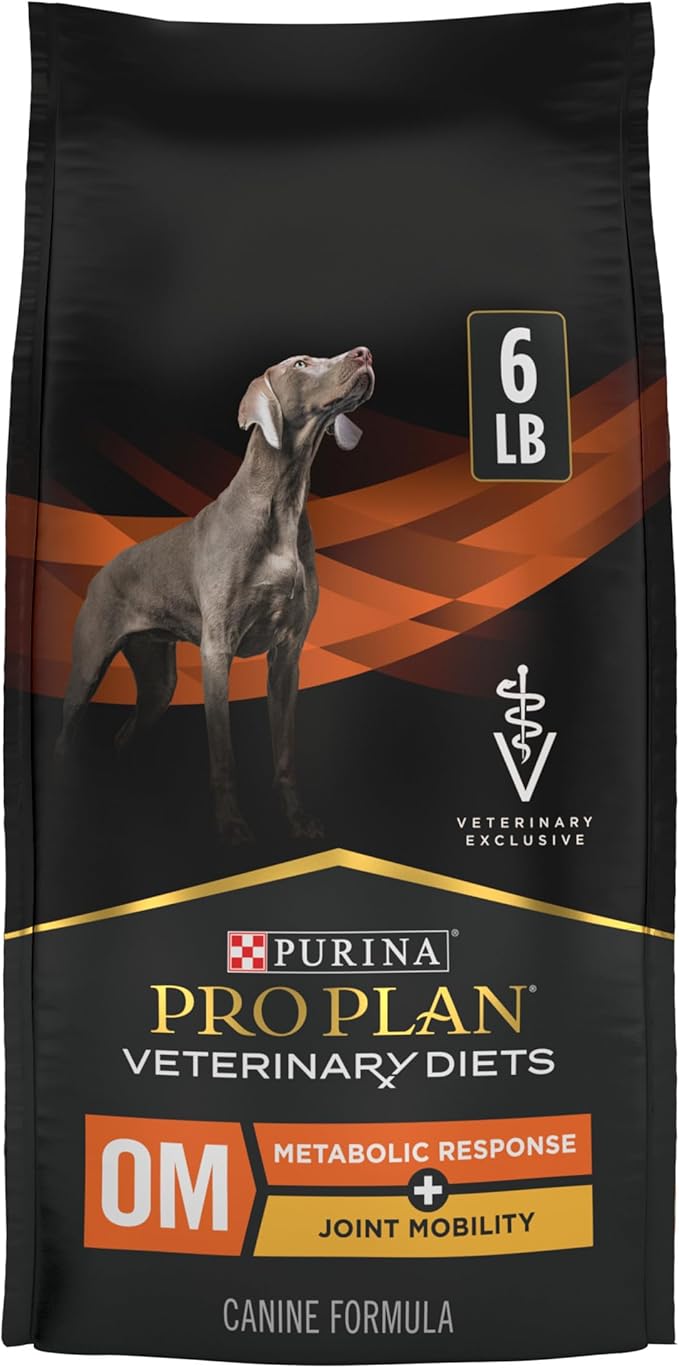 6
LB
VETERINARY
EXCLUSIVE
PURINA®
PRO PLAN®
VETERINARY DIETS
OM
METABOLIC RESPONSE
+
JOINT MOBILITY
CANINE FORMULA